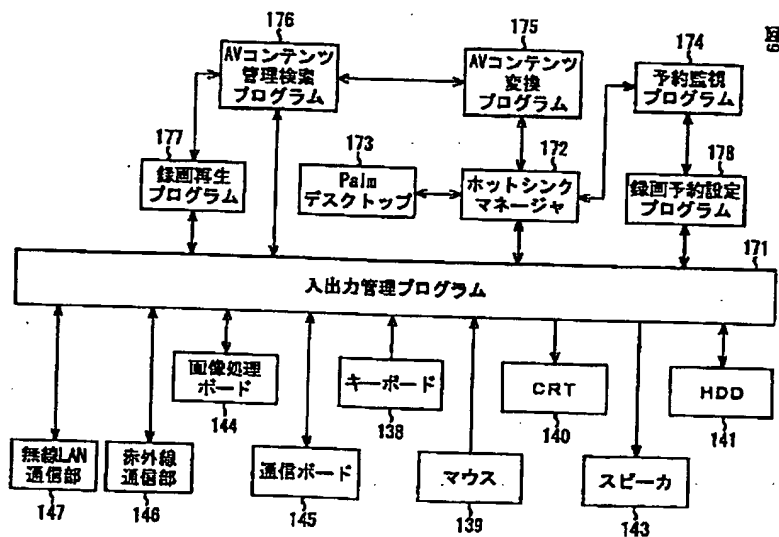 図9
176
AVコンテンツ
管理検索
プログラム
175
AVコンテンツ
変換
プログラム
174
予約監視
プログラム
177
録画再生
プログラム
173
Palm
デスクトップ
172
ホットシンク
マネージャ
178
録画予約設定
プログラム
171
入出力管理プログラム
画像処理
ボード
144
キーボード
138
CRT
140
HDD
141
無線LAN
通信部
147
赤外線
通信部
146
通信ボード
145
マウス
139
スピーカ
143